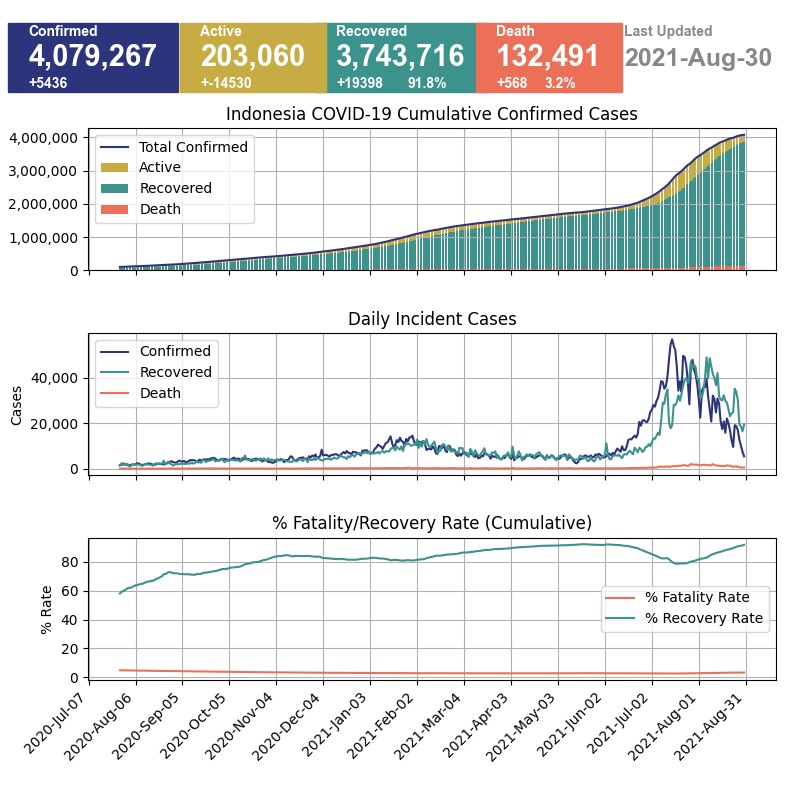 Confirmed
4,079,267
+5436
Active
203,060
+-14530
Recovered
3,743,716
+19398 91.8%
Death
132,491
+568 3.2%
Last Updated
2021-Aug-30
Indonesia COVID-19 Cumulative Confirmed Cases
4,000,000
3,000,000
2,000,000
1,000,000
0
Total Confirmed
Active
Recovered
Death
Daily Incident Cases
Cases
40,000
20,000
0
Confirmed
Recovered
Death
% Fatality/Recovery Rate (Cumulative)
% Rate
80
60
40
20
0
% Fatality Rate
% Recovery Rate
2020-Jul-07
2020-Aug-06
2020-Sep-05
2020-Oct-05
2020-Nov-04
2020-Dec-04
2021-Jan-03
2021-Feb-02
2021-Mar-04
2021-Apr-03
2021-May-03
2021-Jun-02
2021-Jul-02
2021-Aug-01
2021-Aug-31